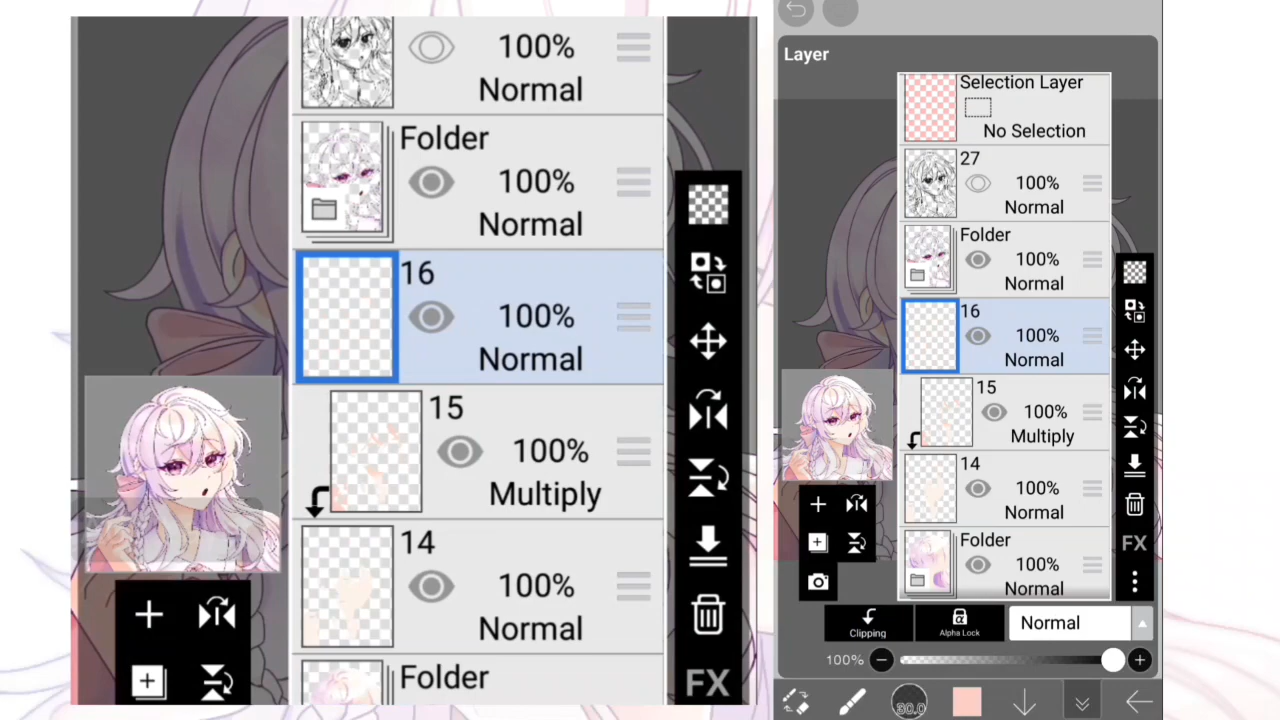 100%
Normal
Folder
100%
Normal
16
100%
Normal
15
100%
Multiply
14
100%
Normal
Folder
FX
Layer
Selection Layer
No Selection
27
100%
Normal
Folder
100%
Normal
16
100%
Normal
15
100%
Multiply
14
100%
Normal
Folder
100%
Normal
FX
Clipping
Alpha Lock
Normal
100%
30.0